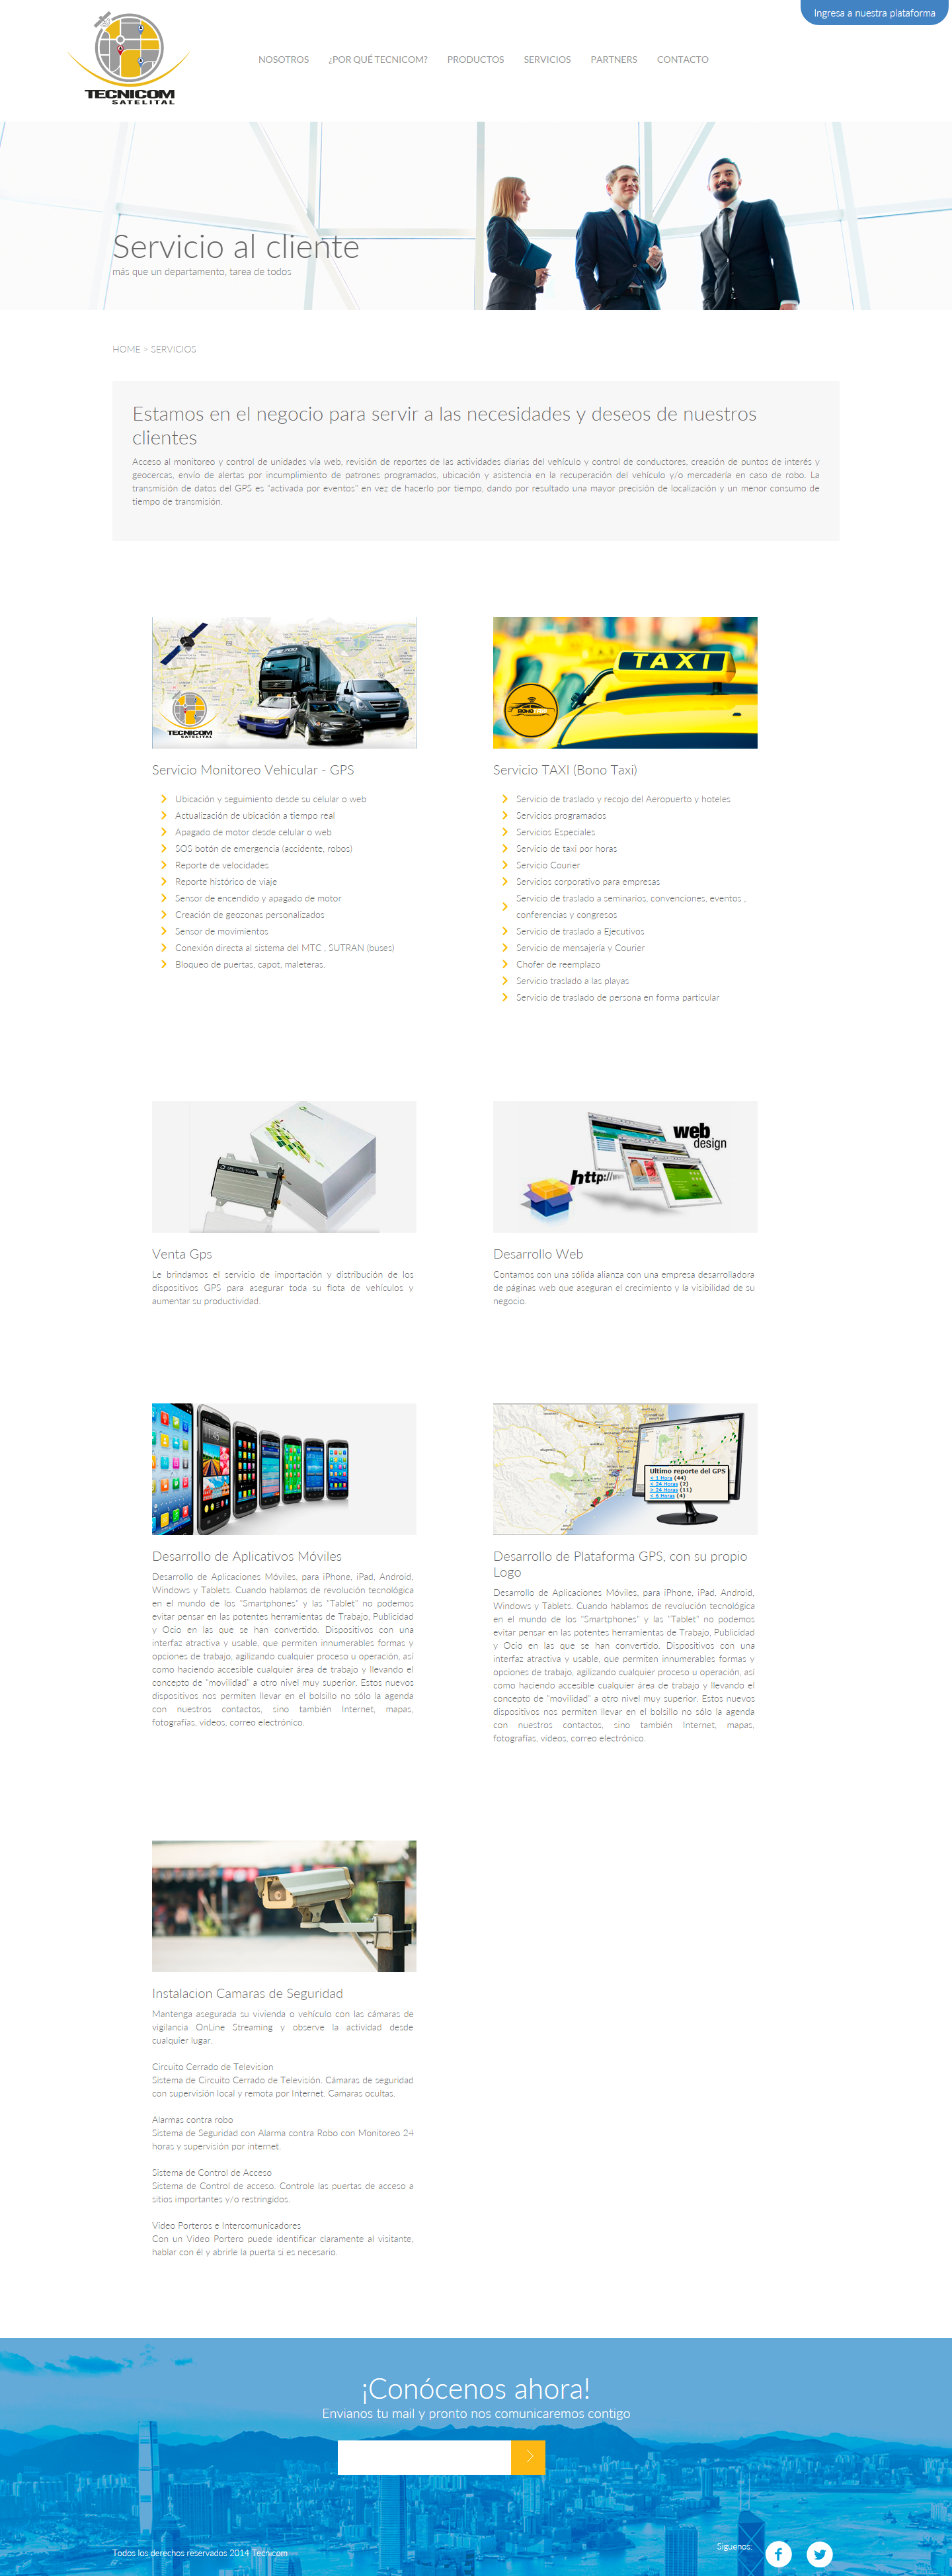 Ingresa a nuestra plataforma
TECNICOM
SATELITAL
NOSOTROS ¿POR QUÉ TECNICOM? PRODUCTOS SERVICIOS PARTNERS CONTACTO
Servicio al cliente
más que un departamento, tarea de todos
HOME > SERVICIOS
Estamos en el negocio para servir a las necesidades y deseos de nuestros
clientes
Acceso al monitoreo y control de unidades vía web, revisión de reportes de las actividades diarias del vehículo y control de conductores, creación de puntos de interés y
geocercas, envío de alertas por incumplimiento de patrones programados, ubicación y asistencia en la recuperación del vehículo y/o mercadería en caso de robo. La
transmisión de datos del GPS es "activada por eventos" en vez de hacerlo por tiempo, dando por resultado una mayor precisión de localización y un menor consumo de
tiempo de transmisión.
TECNICOM
SATELITAL
TAXI
BONO
Servicio Monitoreo Vehicular - GPS
Ubicación y seguimiento desde su celular o web
Actualización de ubicación a tiempo real
Apagado de motor desde celular o web
SOS botón de emergencia (accidente, robos)
Reporte de velocidades
Reporte histórico de viaje
Sensor de encendido y apagado de motor
Creación de geozonas personalizados
Sensor de movimientos
Conexión directa al sistema del MTC , SUTRAN (buses)
Bloqueo de puertas, capot, maleteras.
Servicio TAXI (Bono Taxi)
Servicio de traslado y recojo del Aeropuerto y hoteles
Servicios programados
Servicios Especiales
Servicio de taxi por horas
Servicio Courier
Servicios corporativo para empresas
Servicio de traslado a seminarios, convenciones, eventos ,
conferencias y congresos
Servicio de traslado a Ejecutivos
Servicio de mensajería y Courier
Chofer de reemplazo
Servicio traslado a las playas
Servicio de traslado de persona en forma particular
web
design
http://w
Venta Gps
Le brindamos el servicio de importación y distribución de los
dispositivos GPS para asegurar toda su flota de vehículos y
aumentar su productividad.
Desarrollo Web
Contamos con una sólida alianza con una empresa desarrolladora
de páginas web que aseguran el crecimiento y la visibilidad de su
negocio.
Ultimo reporte del GPS
< 1 Hora (44)
< 24 Horas (2)
> 24 Horas (11)
< 6 Horas (4)
Desarrollo de Aplicativos Móviles
Desarrollo de Aplicaciones Móviles, para iPhone, iPad, Android,
Windows y Tablets. Cuando hablamos de revolución tecnológica
en el mundo de los "Smartphones" y las "Tablet" no podemos
evitar pensar en las potentes herramientas de Trabajo, Publicidad
y Ocio en las que se han convertido. Dispositivos con una
interfaz atractiva y usable, que permiten innumerables formas y
opciones de trabajo, agilizando cualquier proceso u operación, así
como haciendo accesible cualquier área de trabajo y llevando el
concepto de "movilidad" a otro nivel muy superior. Estos nuevos
dispositivos nos permiten llevar en el bolsillo no sólo la agenda
con nuestros contactos, sino también Internet, mapas,
fotografías, videos, correo electrónico.
Desarrollo de Plataforma GPS, con su propio
Logo
Desarrollo de Aplicaciones Móviles, para iPhone, iPad, Android,
Windows y Tablets. Cuando hablamos de revolución tecnológica
en el mundo de los "Smartphones" y las "Tablet" no podemos
evitar pensar en las potentes herramientas de Trabajo, Publicidad
y Ocio en las que se han convertido. Dispositivos con una
interfaz atractiva y usable, que permiten innumerables formas y
opciones de trabajo, agilizando cualquier proceso u operación, así
como haciendo accesible cualquier área de trabajo y llevando el
concepto de "movilidad" a otro nivel muy superior. Estos nuevos
dispositivos nos permiten llevar en el bolsillo no sólo la agenda
con nuestros contactos, sino también Internet, mapas,
fotografías, videos, correo electrónico.
Instalacion Camaras de Seguridad
Mantenga asegurada su vivienda o vehículo con las cámaras de
vigilancia OnLine Streaming y observe la actividad desde
cualquier lugar.
Circuito Cerrado de Television
Sistema de Circuito Cerrado de Televisión. Cámaras de seguridad
con supervisión local y remota por Internet. Camaras ocultas.
Alarmas contra robo
Sistema de Seguridad con Alarma contra Robo con Monitoreo 24
horas y supervisión por internet.
Sistema de Control de Acceso
Sistema de Control de acceso. Controle las puertas de acceso a
sitios importantes y/o restringidos.
Video Porteros e Intercomunicadores
Con un Video Portero puede identificar claramente al visitante,
hablar con él y abrirle la puerta si es necesario.
¡Conócenos ahora!
Envianos tu mail y pronto nos comunicaremos contigo
Todos los derechos reservados 2014 Tecnicom
Síguenos: